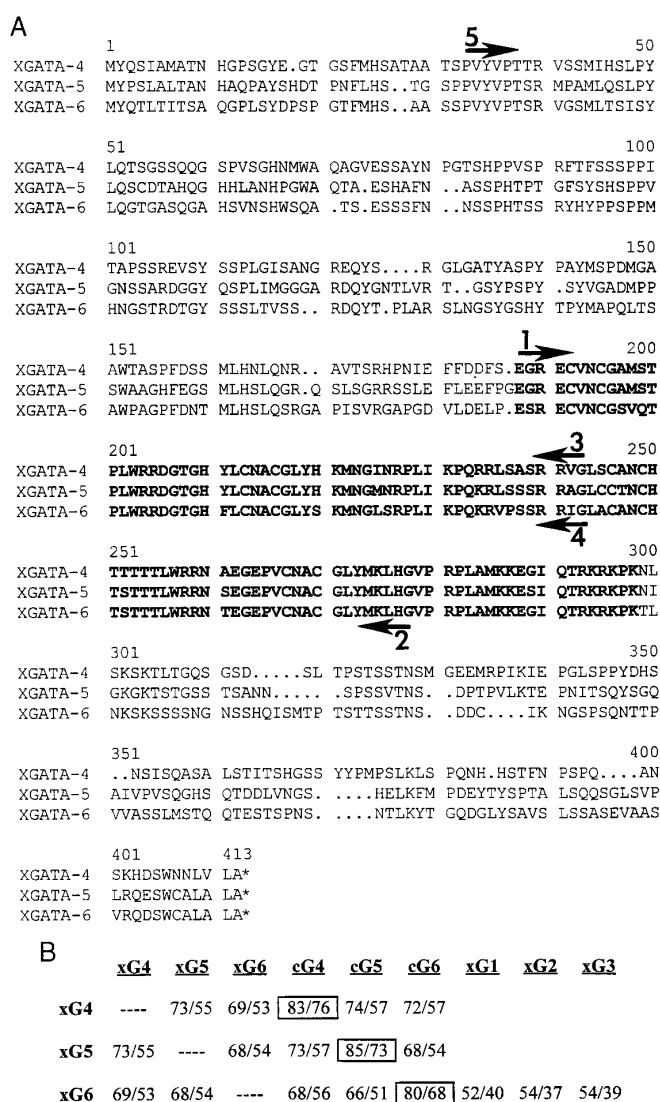 A
5
1 50
XGATA-4 MYQSIAMATN HGPSGYE.GT GSFMHSATAA TSPVYVPTTR VSSMIHSLPY
XGATA-5 MYPSLALTAN HAQPAYSHDT PNFLHS..TG SPPVYVPTSR MPAMLQSLPY
XGATA-6 MYQTLTITSA QGPLSYDPSP GTFMHS..AA SSPVYVPTSR VGSMLTSISY
51 100
XGATA-4 LQTSGSSQQG SPVSGHNMWA QAGVESSAYN PGTSHPPVSP RFTFSSSPPI
XGATA-5 LQSCDTAHQG HHLANHPGWA QTA.ESHAFN ..ASSPHTPTG GFSYSHSPPV
XGATA-6 LQGTGASQGA HSVNSHWSQA .TS.ESSSFN ..NSSPHTSS RYHYPPSPPM
101 150
XGATA-4 TAPSSREVSY SSPLGISANG REQYS....R GLGATYASPY PAYMSPDMGA
XGATA-5 GNSSARDGGY QSPLIMGGGA RDQYGNTLVR T..GSYPSPY .SYVGADMPP
XGATA-6 HNGSTRDTGY SSSLTVSS.. RDQYT.PLAR SLNGSYGSHY TPYMAPQLTS
1
151 200
XGATA-4 AWTASPFDSS MLHNLQNR.. AVTSRHPNIE FFDDFS.EGR ECVNCGAMST
XGATA-5 SWAAGHFEGS MLHSLQGR.Q SLSGRRSSLE FLEEFPGEGR ECVNCGAMST
XGATA-6 AWPAGPFDNT MLHSLQSRGA PISVRGAPGD VLDELP.ESR ECVNCGSVQT
3
201 250
XGATA-4 PLWRRDGTGH YLCNACGLYH KMNGINRPLI KPQRRLSASR RVGLSCANCH
XGATA-5 PLWRRDGTGH YLCNACGLYH KMNGMNRPLI KPQKRLSSSR RAGLCCTNCH
XGATA-6 PLWRRDGTGH FLCNACGLYS KMNGLSRPLI KPQKRVPSSR RIGLACANCH
4
251 300
XGATA-4 TTTTTLWRRN AEGEPVCNAC GLYMKLHGVP RPLAMKKEGI QTRKRKPKNL
XGATA-5 TSTTTLWRRN SEGEPVCNAC GLYMKLHGVP RPLAMKKESI QTRKRKPKNI
XGATA-6 TSTTTLWRRN TEGEPVCNAC GLYMKLHGVP RPLAMKKEGI QTRKRKPKTL
2
301 350
XGATA-4 SKSKTLTGQS GSD.....SL TPSTSSTNSM GEEMRPIKIE PGLSPPYDHS
XGATA-5 GKGKTSTGSS TSANN..... .SPSSVTNS. .DPTPVLKTE PNITSQYSGQ
XGATA-6 NKSKSSSSNG NSSHQISMTP TSTTSSTNS. .DDC....IK NGSPSQNTTP
351 400
XGATA-4 ..NSISQASA LSTITSHGSS YYPMPSLKLS PQNH.HSTFN PSPQ....AN
XGATA-5 AIVPVSQGHS QTDDLVNGS. ...HELKFM PDEYTYSPTA LSQQSGLSVP
XGATA-6 VVASSLMSTQ QTESTSPNS. ...NTLKYT GQDGLYSAVS LSSASEVAAS
401 413
XGATA-4 SKHDSWNNLV LA*
XGATA-5 LRQESWCALA LA*
XGATA-6 VRQDSWCALA LA*
B
xG4 xG5 xG6 cG4 cG5 cG6 xG1 xG2 xG3
xG4 ---- 73/55 69/53 83/76 74/57 72/57
xG5 73/55 ---- 68/54 73/57 85/73 68/54
xG6 69/53 68/54 ---- 68/56 66/51 80/68 52/40 54/37 54/39